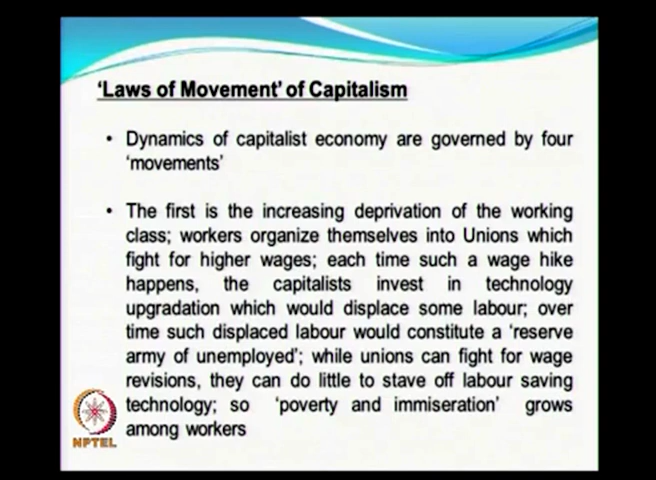 ‘Laws of Movement’ of Capitalism
• Dynamics of capitalist economy are governed by four
‘movements’
• The first is the increasing deprivation of the working
class; workers organize themselves into Unions which
fight for higher wages; each time such a wage hike
happens, the capitalists invest in technology
upgradation which would displace some labour; over
time such displaced labour would constitute a ‘reserve
army of unemployed’; while unions can fight for wage
revisions, they can do little to stave off labour saving
technology; so ‘poverty and immiseration’ grows
among workers
NPTEL